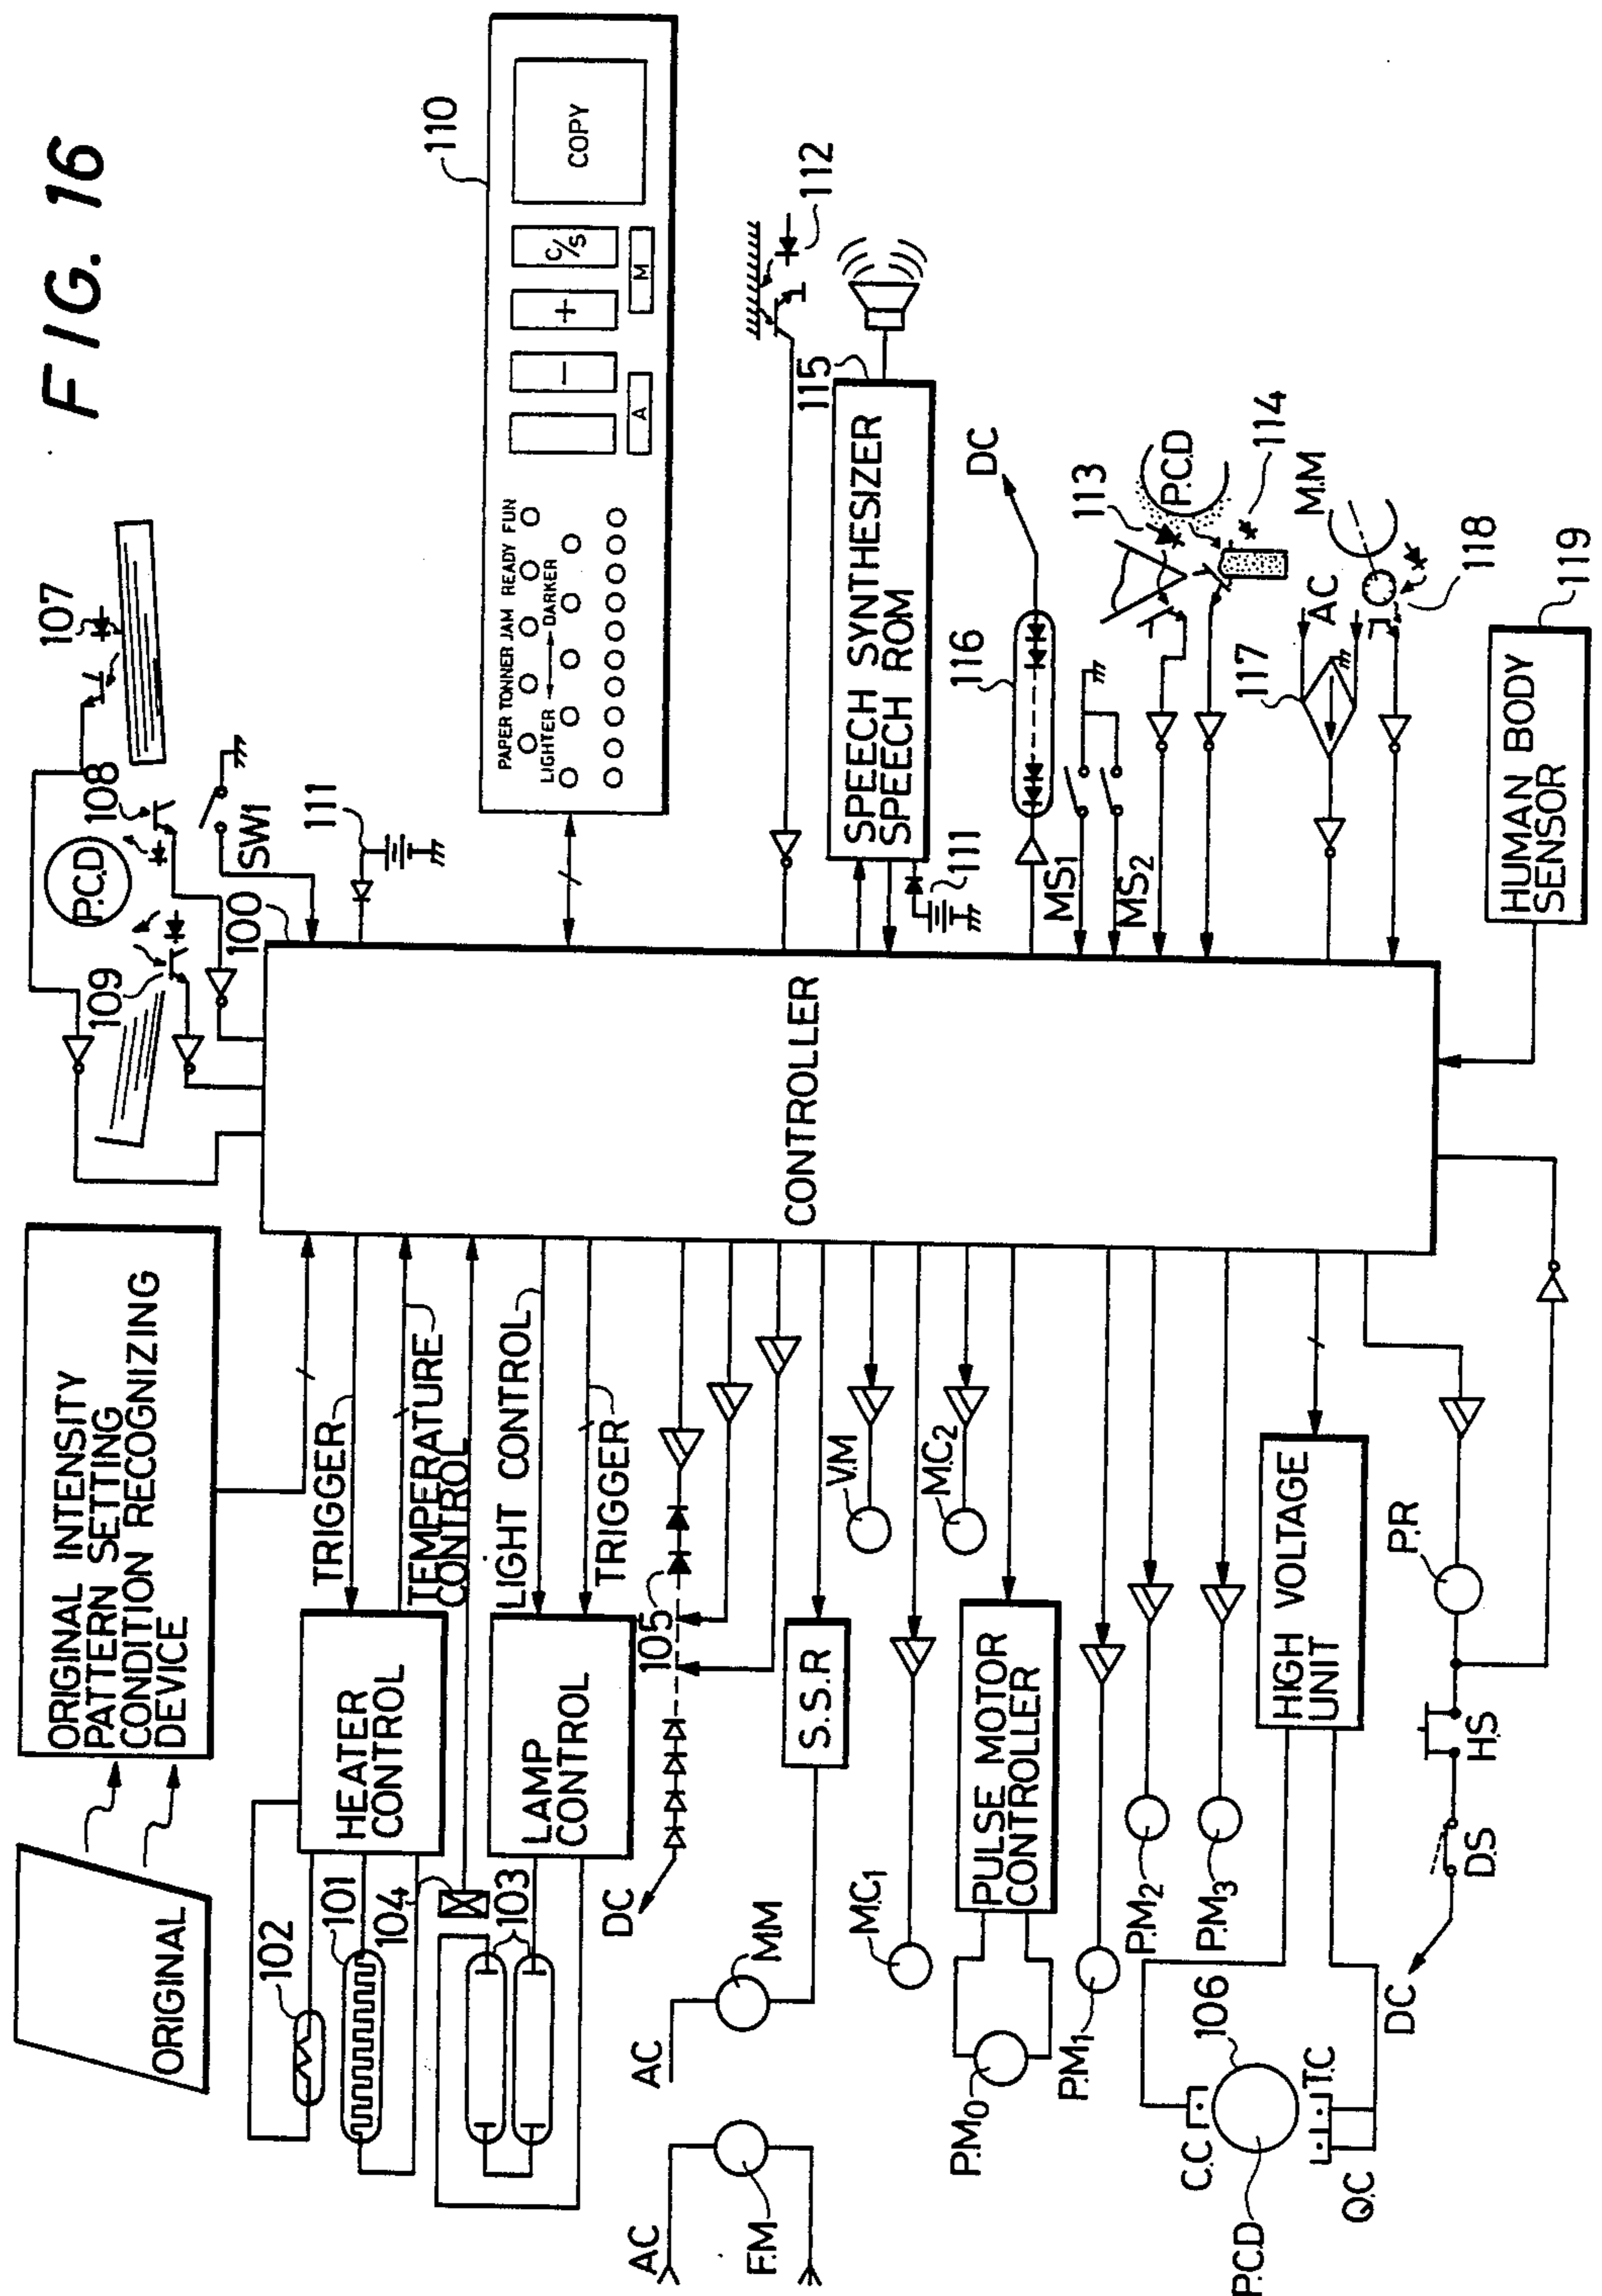 FIG. 16
ORIGINAL
ORIGINAL INTENSITY
PATTERN SETTING
CONDITION RECOGNIZING
DEVICE
P.C.D
107
108
109
SW1
100
111
110
PAPER TONNER JAM READY FUN
LIGHTER DARKER
A
M
-
+
C/S
COPY
102
101
104
103
HEATER
CONTROL
TRIGGER
TEMPERATURE
CONTROL
LAMP
CONTROL
LIGHT CONTROL
TRIGGER
105
DC
CONTROLLER
112
115
SPEECH SYNTHESIZER
SPEECH ROM
111
116
DC
MS1
MS2
113
P.C.D
114
117
AC
M.M
118
HUMAN BODY
SENSOR
119
AC
F.M
AC
M.M
S.S.R
V.M
M.C1
M.C2
P.M0
PULSE MOTOR
CONTROLLER
P.M1
P.M2
P.M3
HIGH VOLTAGE
UNIT
P.C.D
C.C
106
Q.C
T.C
DC
D.S
H.S
P.R